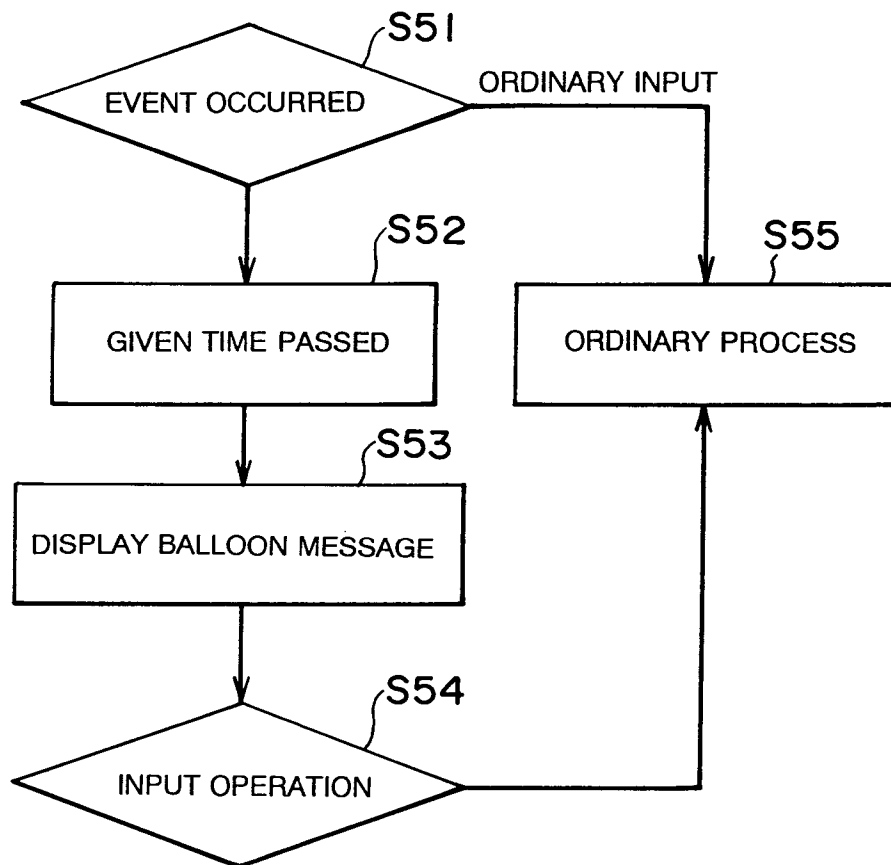 S51
EVENT OCCURRED
ORDINARY INPUT
S52
GIVEN TIME PASSED
S55
ORDINARY PROCESS
S53
DISPLAY BALLOON MESSAGE
S54
INPUT OPERATION